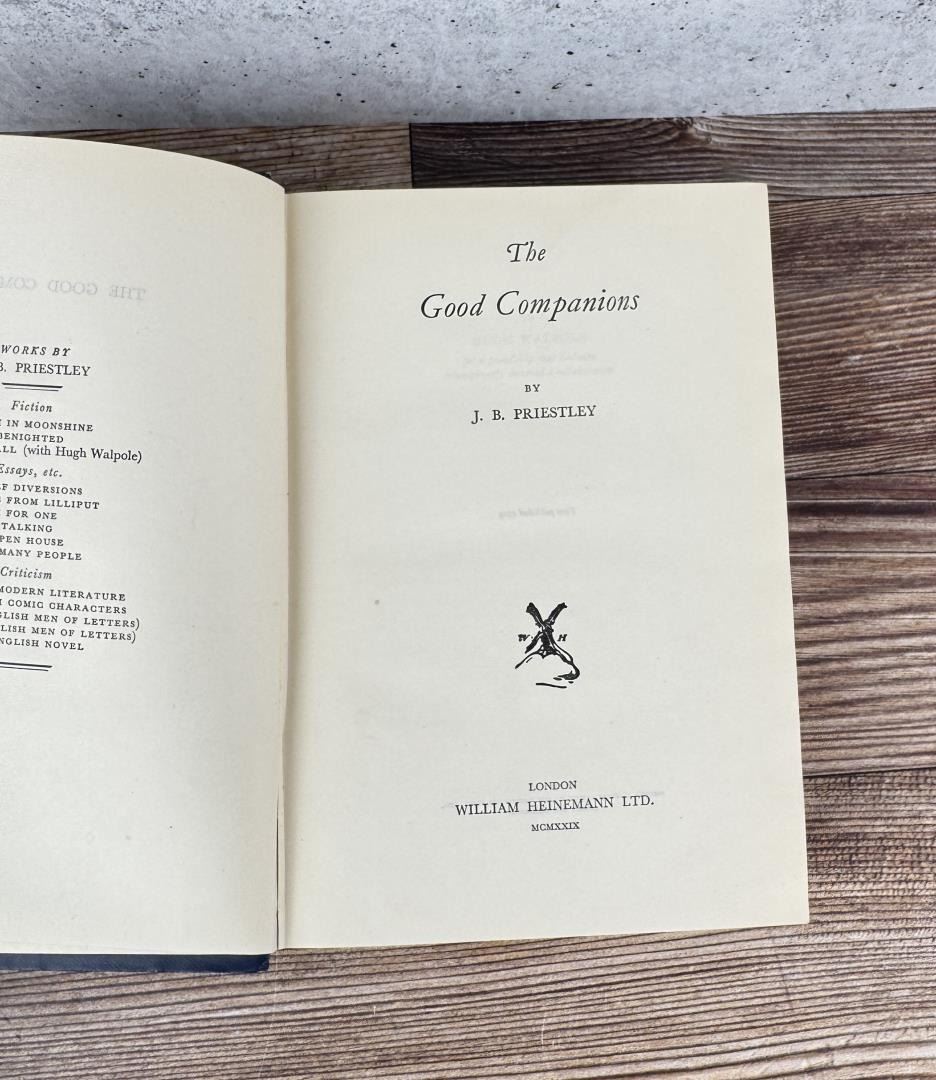 WORKS BY
B. PRIESTLEY
Fiction
IN MOONSHINE
BENIGHTED
ALL (with Hugh Walpole)
Essays, etc.
DIVERSIONS
FROM LILLIPUT
FOR ONE
TALKING
OPEN HOUSE
MANY PEOPLE
Criticism
MODERN LITERATURE
COMIC CHARACTERS
GLISH MEN OF LETTERS)
LISH MEN OF LETTERS)
NGLISH NOVEL
The
Good Companions
BY
J. B. PRIESTLEY
W H
LONDON
WILLIAM HEINEMANN LTD.
MCMXXIX